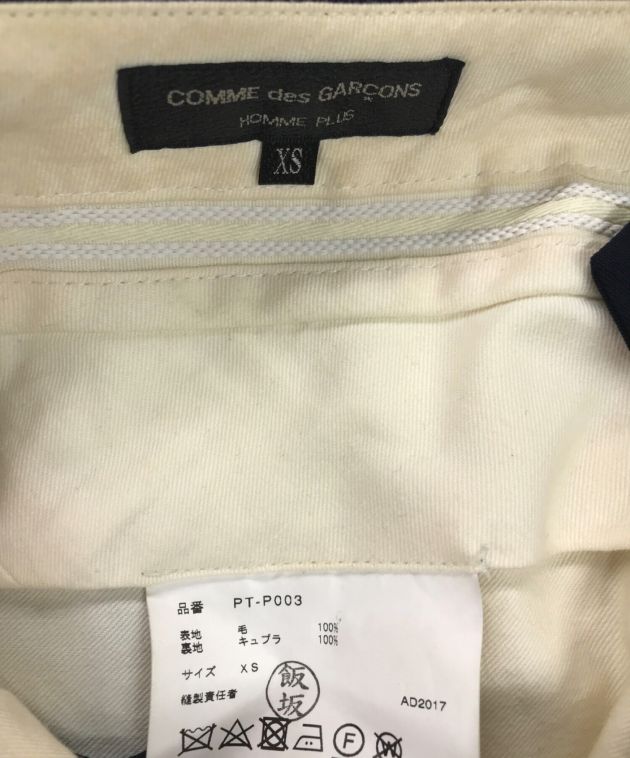 COMME des GARÇONS
HOMME PLUS
XS
品番 PT-P003
表地 毛 100%
裏地 キュプラ 100%
サイズ XS
飯坂
縫製責任者
AD2017
F
W